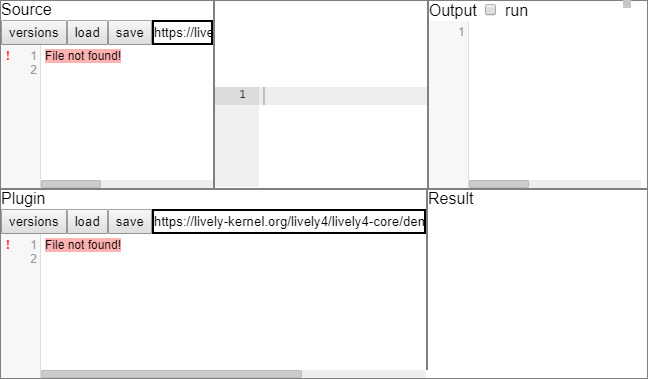 Source
versions load save https://live
! 1 File not found!
2
1
Output run
1
Plugin
versions load save https://lively-kernel.org/lively4/lively4-core/den
! 1 File not found!
2
Result